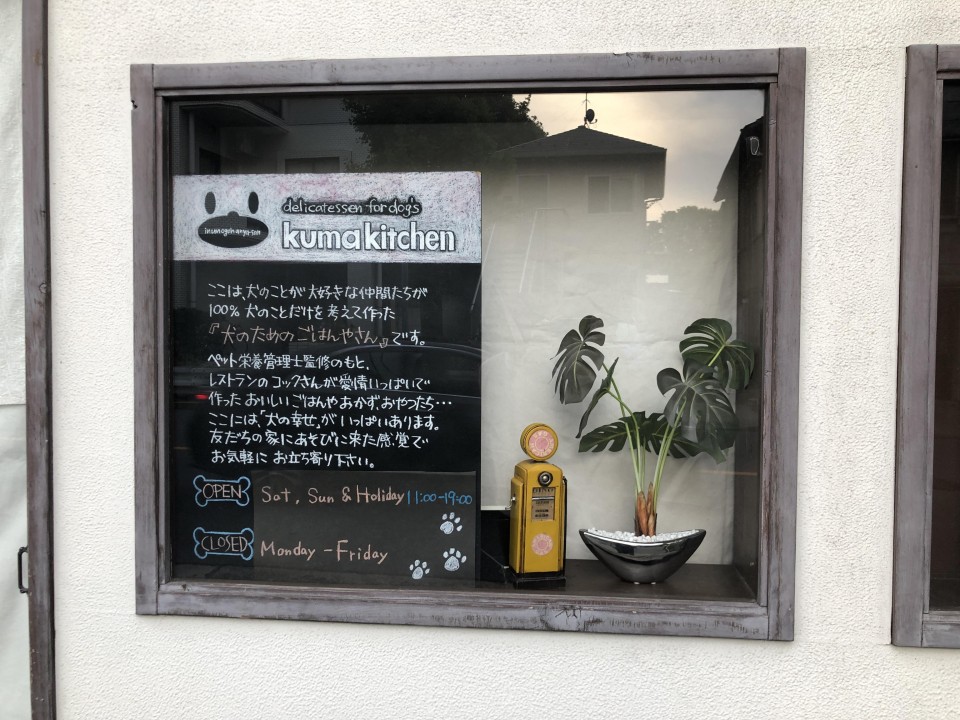 delicatessen for dog's
inunogohanya-san
kuma kitchen
ここは、犬のことが大好きな仲間たちが
100% 犬のことだけを考えて作った
『犬のためのごはんやさん』です。
ペット栄養管理士監修のもと、
レストランのコックさんが愛情いっぱいで
作ったおいしいごはんやおかず、おやつたち…
ここには、「犬の幸せ」が いっぱいあります。
友だちの家にあそびに来た感覚で
お気軽に お立ち寄り下さい。
OPEN Sat, Sun & Holiday 11:00-19:00
CLOSED Monday - Friday